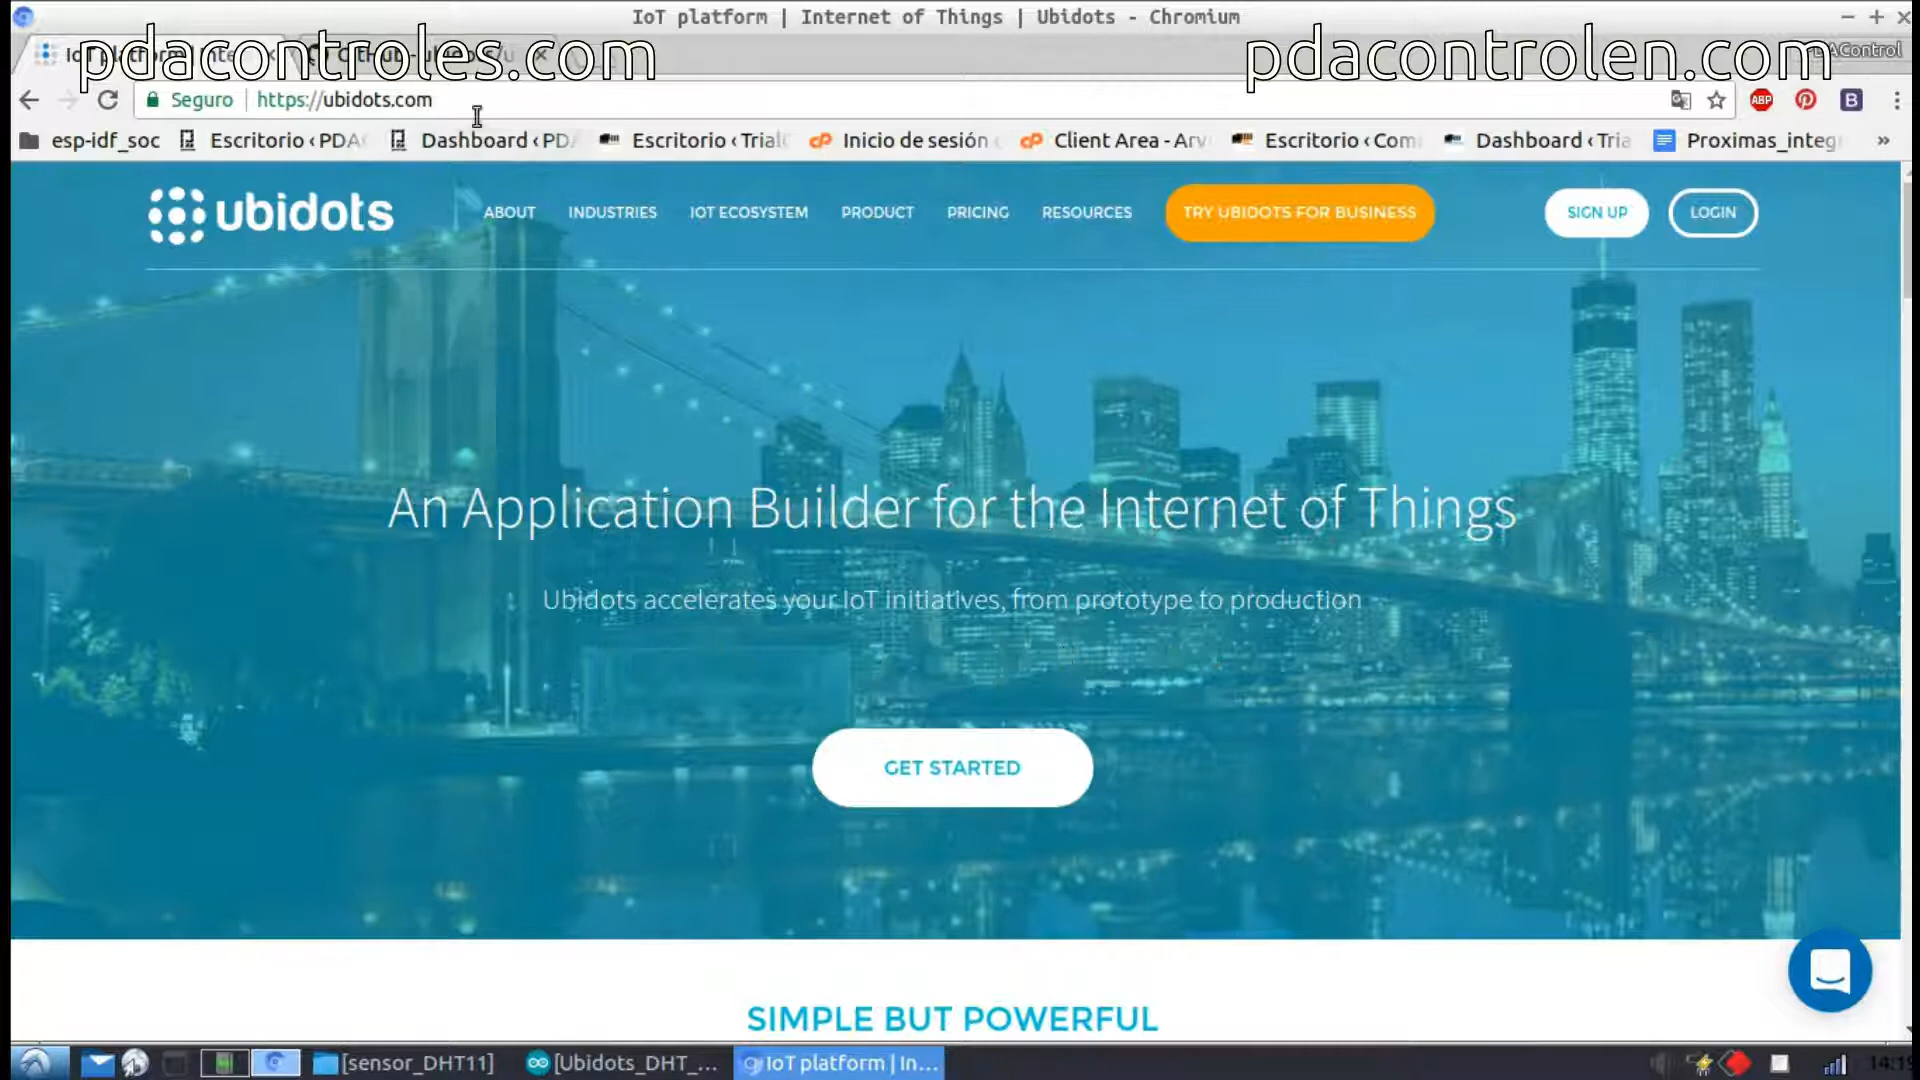 IoT platform | Internet of Things | Ubidots - Chromium
pdacontroles.com
pdacontrolen.com
Seguro
https://ubidots.com
ABP
B
esp-idf_soc
Escritorio ‹ PDA
Dashboard ‹ PD
Escritorio ‹ Trial
Inicio de sesión
Client Area - Arv
Escritorio ‹ Com
Dashboard ‹ Tria
Proximas_integ
»
ubidots
ABOUT
INDUSTRIES
IOT ECOSYSTEM
PRODUCT
PRICING
RESOURCES
TRY UBIDOTS FOR BUSINESS
SIGN UP
LOGIN
An Application Builder for the Internet of Things
Ubidots accelerates your IoT initiatives, from prototype to production
GET STARTED
SIMPLE BUT POWERFUL
[sensor_DHT11]
[Ubidots_DHT_...
IoT platform | In...